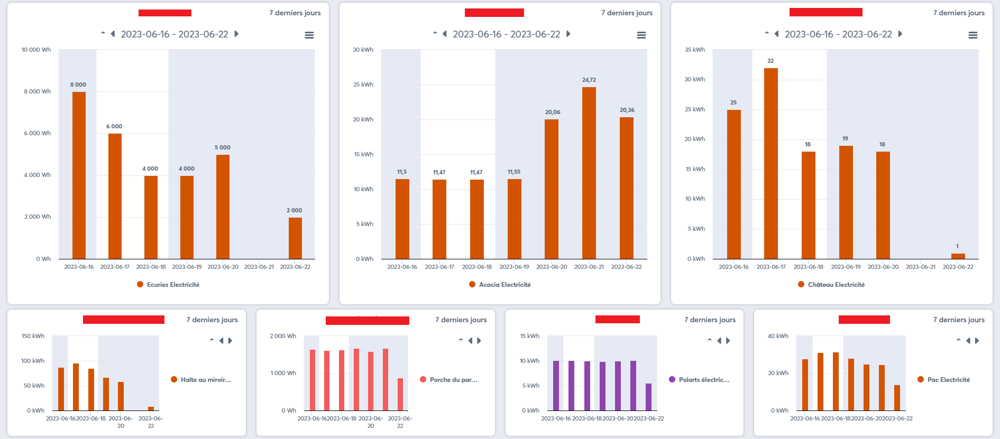 7 derniers jours
2023-06-16 - 2023-06-22
10 000 Wh
8 000 Wh
6 000 Wh
4 000 Wh
2 000 Wh
0 Wh
8 000
6 000
4 000
4 000
5 000
2 000
2023-06-16 2023-06-17 2023-06-18 2023-06-19 2023-06-20 2023-06-21 2023-06-22
Ecuries Electricité
7 derniers jours
2023-06-16 - 2023-06-22
30 kWh
25 kWh
20 kWh
15 kWh
10 kWh
5 kWh
0 kWh
11,5
11,47
11,47
11,55
20,06
24,72
20,36
2023-06-16 2023-06-17 2023-06-18 2023-06-19 2023-06-20 2023-06-21 2023-06-22
Acacia Electricité
7 derniers jours
2023-06-16 - 2023-06-22
35 kWh
30 kWh
25 kWh
20 kWh
15 kWh
10 kWh
5 kWh
0 kWh
25
32
18
19
18
1
2023-06-16 2023-06-17 2023-06-18 2023-06-19 2023-06-20 2023-06-21 2023-06-22
Château Electricité
7 derniers jours
150 kWh
100 kWh
50 kWh
0 kWh
2023-06-16 2023-06-18 2023-06-
20
2023-06-
22
Halte au miroir...
7 derniers jours
2 000 Wh
1 000 Wh
0 Wh
2023-06-16 2023-06-18 2023-06-
20
2023-06-
22
Porche du par...
7 derniers jours
15 kWh
10 kWh
5 kWh
0 kWh
2023-06-16 2023-06-18 2023-06-20 2023-06-22
Polarts électric...
7 derniers jours
40 kWh
20 kWh
0 kWh
2023-06-16 2023-06-18 2023-06-20 2023-06-22
Pac Electricité